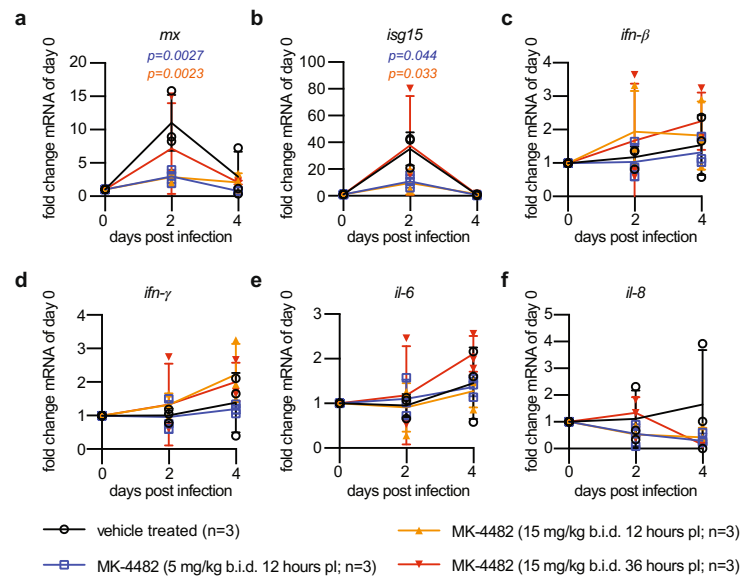 a
mx
fold change mRNA of day 0
20
15
10
5
0
p=0.0027
p=0.0023
0
2
4
days post infection
b
isg15
fold change mRNA of day 0
100
80
60
40
20
0
p=0.044
p=0.033
0
2
4
days post infection
c
ifn-β
fold change mRNA of day 0
4
3
2
1
0
0
2
4
days post infection
d
ifn-γ
fold change mRNA of day 0
4
3
2
1
0
0
2
4
days post infection
e
il-6
fold change mRNA of day 0
3
2
1
0
0
2
4
days post infection
f
il-8
fold change mRNA of day 0
5
4
3
2
1
0
0
2
4
days post infection
vehicle treated (n=3)
MK-4482 (15 mg/kg b.i.d. 12 hours pI; n=3)
MK-4482 (5 mg/kg b.i.d. 12 hours pI; n=3)
MK-4482 (15 mg/kg b.i.d. 36 hours pI; n=3)